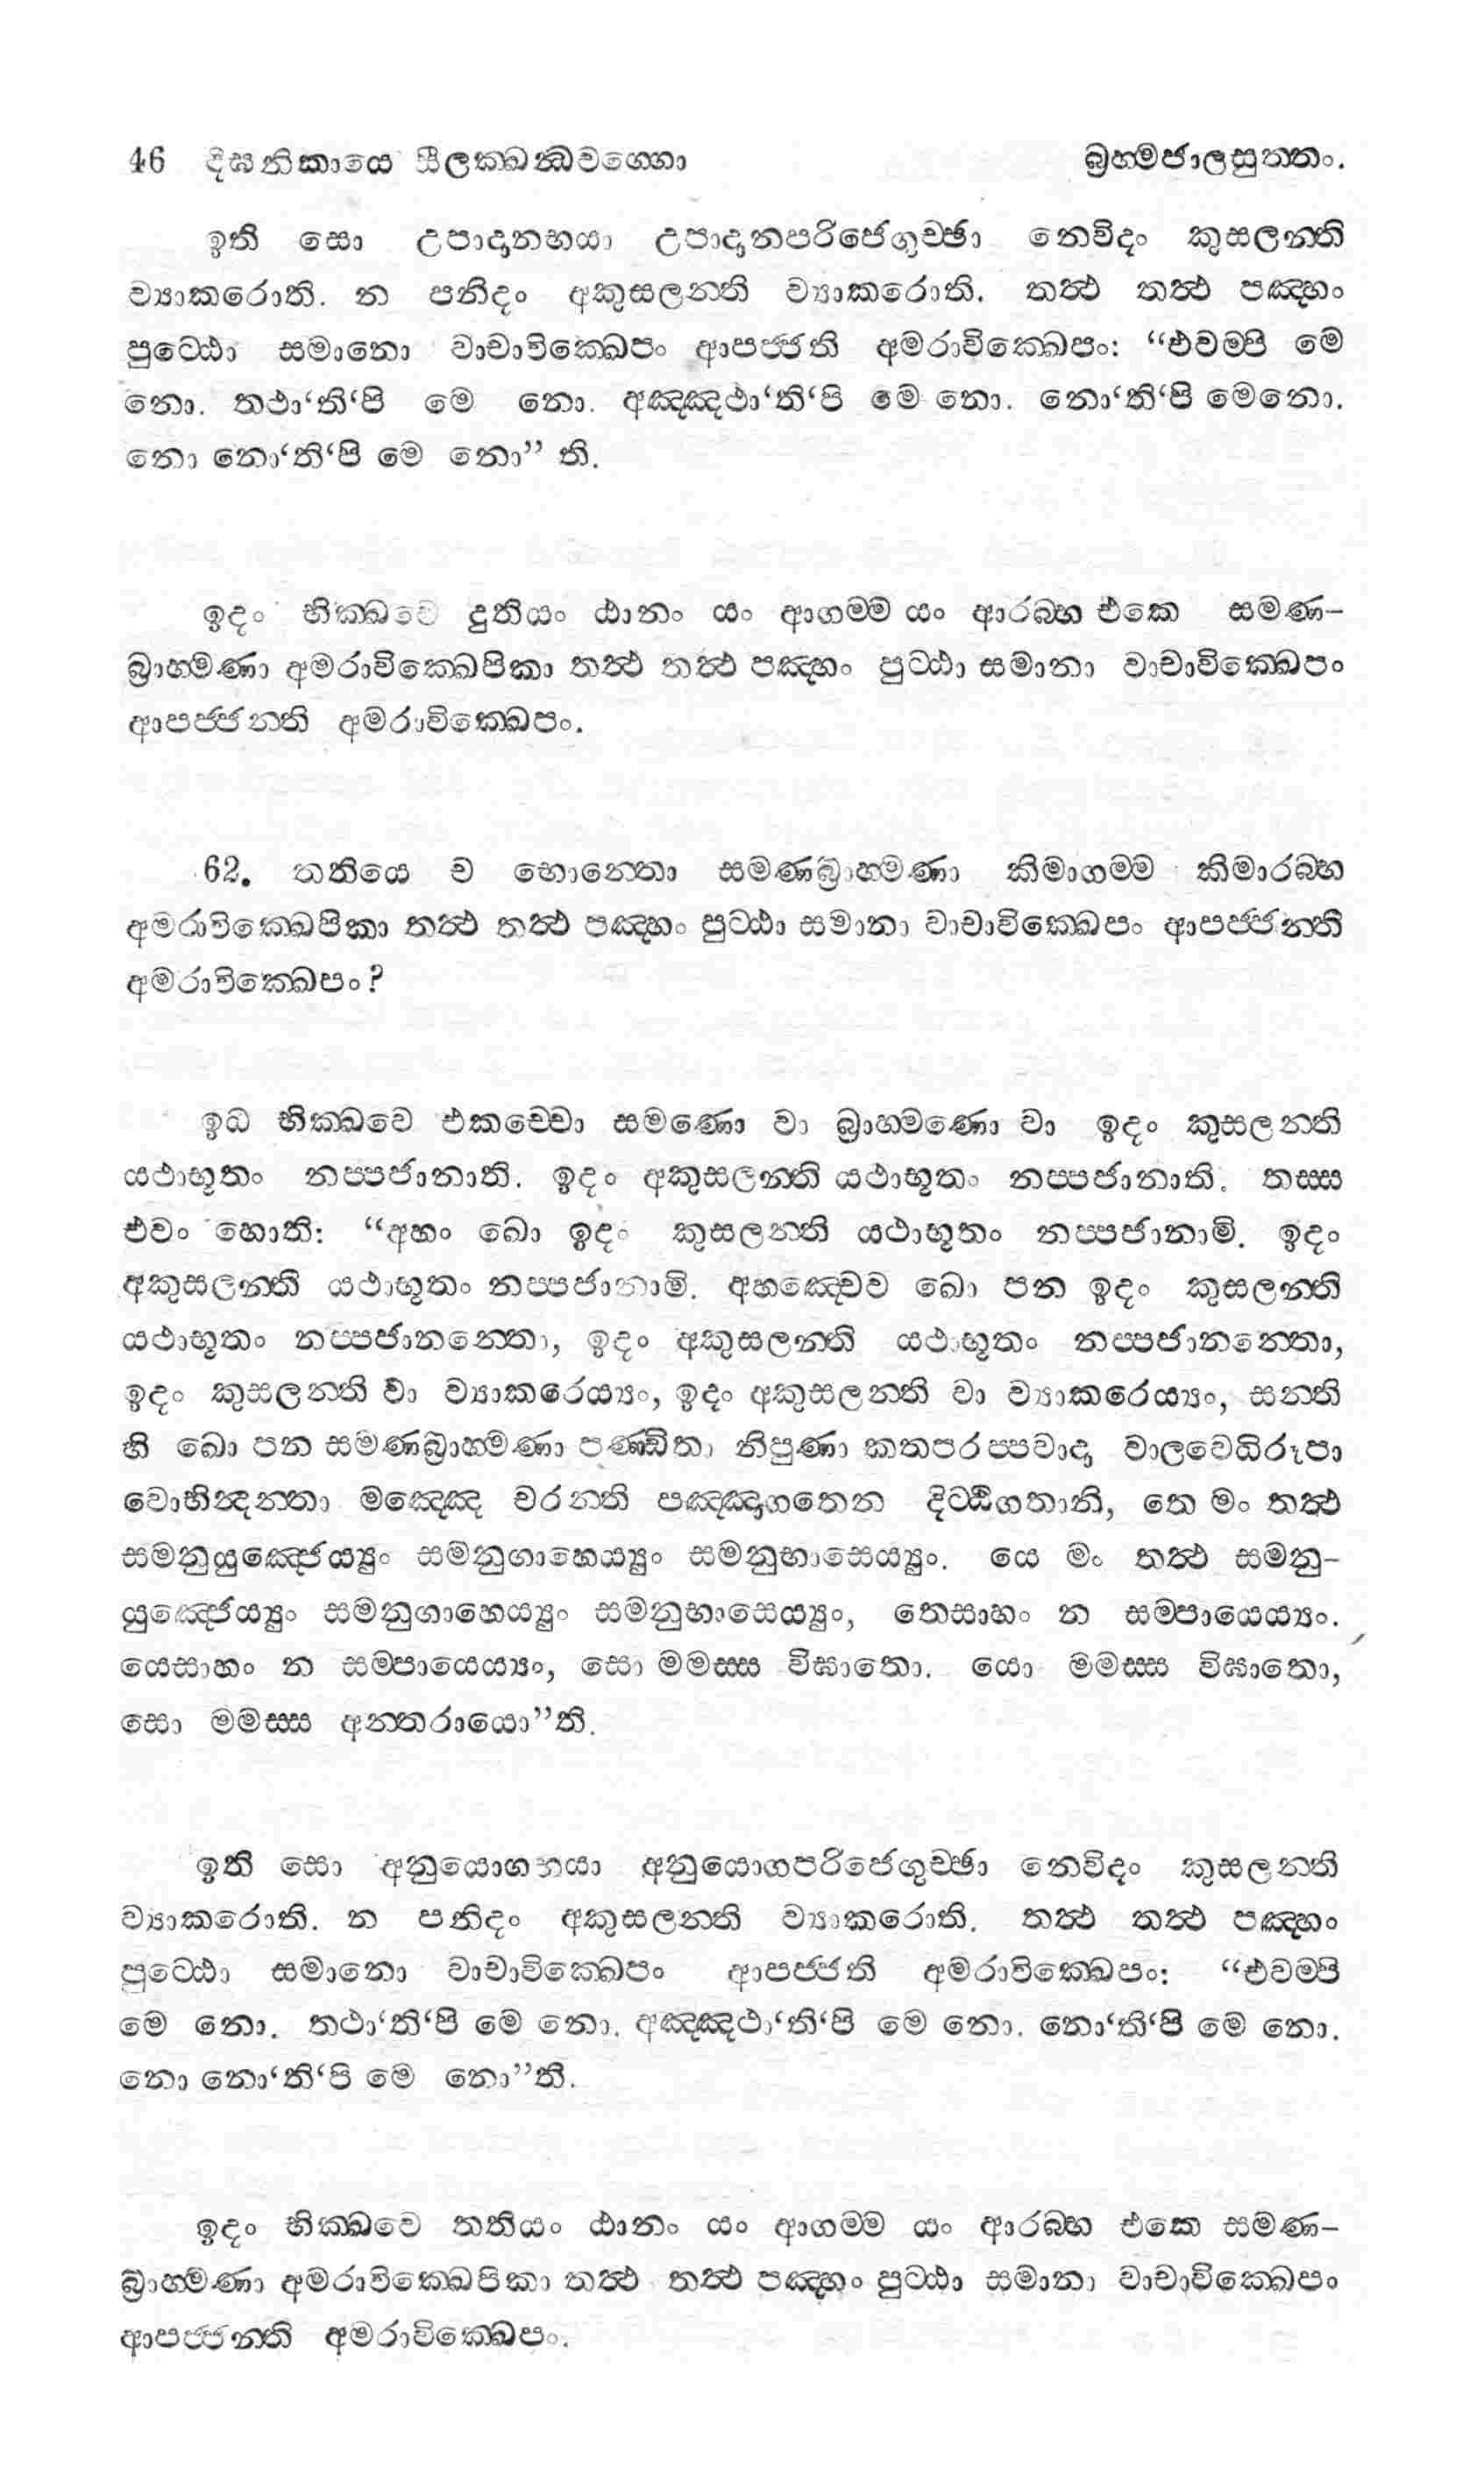 46 දීඝනිකායෙ සීලක්ඛන්ධවග්ගො බ්‍රහ්මජාලසුත්තං.
ඉති සො උපාදානභයා උපාදානපරිජෙගුච්ඡා නෙවිදං කුසලන්ති
ව්‍යාකරොති. න පනිදං අකුසලන්ති ව්‍යාකරොති. තත්‍ථ තත්‍ථ පඤ්හං
පුට්ඨො සමානො වාචාවික්ඛෙපං ආපජ්ජති අමරාවික්ඛෙපං: “එවම්පි මෙ
නො. තථා‘ති‘පි මෙ නො. අඤ්ඤථා‘ති‘පි මෙ නො. නො‘ති‘පි මෙනො.
නො නො‘ති‘පි මෙ නො” ති.
ඉදං භික්ඛවෙ දුතියං ඨානං යං ආගම්ම යං ආරබ්භ එකෙ සමණ-
බ්‍රාහ්මණා අමරාවික්ඛෙපිකා තත්‍ථ තත්‍ථ පඤ්හං පුට්ඨා සමානා වාචාවික්ඛෙපං
ආපජ්ජන්ති අමරාවික්ඛෙපං.
62. තතියෙ ච භොන්තො සමණබ්‍රාහ්මණා කිමාගම්ම කිමාරබ්භ
අමරාවික්ඛෙපිකා තත්‍ථ තත්‍ථ පඤ්හං පුට්ඨා සමානා වාචාවික්ඛෙපං ආපජ්ජන්ති
අමරාවික්ඛෙපං?
ඉධ භික්ඛවෙ එකච්චො සමණො වා බ්‍රාහ්මණො වා ඉදං කුසලන්ති
යථාභූතං නප්පජානාති. ඉදං අකුසලන්ති යථාභූතං නප්පජානාති. තස්ස
එවං හොති: “අහං ඛො ඉදං කුසලන්ති යථාභූතං නප්පජානාමි. ඉදං
අකුසලන්ති යථාභූතං නප්පජානාමි. අහඤ්චෙව ඛො පන ඉදං කුසලන්ති
යථාභූතං නප්පජානන්තො, ඉදං අකුසලන්ති යථාභූතං නප්පජානන්තො,
ඉදං කුසලන්ති වා ව්‍යාකරෙය්‍යං, ඉදං අකුසලන්ති වා ව්‍යාකරෙය්‍යං, සන්ති
හි ඛො පන සමණබ්‍රාහ්මණා පණ්ඩිතා නිපුණා කතපරප්පවාදා වාලවෙධිරූපා
වොභින්‍දන්තා මඤ්ඤෙ චරන්ති පඤ්ඤාගතෙන දිට්ඨිගතානි, තෙ මං තත්‍ථ
සමනුයුඤ්ජෙය්‍යුං සමනුගාහෙය්‍යුං සමනුභාසෙය්‍යුං. යෙ මං තත්‍ථ සමනු-
යුඤ්ජෙය්‍යුං සමනුගාහෙය්‍යුං සමනුභාසෙය්‍යුං, තෙසාහං න සම්පායෙය්‍යං.
යෙසාහං න සම්පායෙය්‍යං, සො මමස්ස විඝාතො. යො මමස්ස විඝාතො,
සො මමස්ස අන්තරායො”ති.
ඉති සො අනුයොගභයා අනුයොගපරිජෙගුච්ඡා නෙවිදං කුසලන්ති
ව්‍යාකරොති. න පනිදං අකුසලන්ති ව්‍යාකරොති. තත්‍ථ තත්‍ථ පඤ්හං
පුට්ඨො සමානො වාචාවික්ඛෙපං ආපජ්ජති අමරාවික්ඛෙපං: “එවම්පි
මෙ නො. තථා‘ති‘පි මෙ නො. අඤ්ඤථා‘ති‘පි මෙ නො. නො‘ති‘පි මෙ නො.
නො නො‘ති‘පි මෙ නො”ති.
ඉදං භික්ඛවෙ තතියං ඨානං යං ආගම්ම යං ආරබ්භ එකෙ සමණ-
බ්‍රාහ්මණා අමරාවික්ඛෙපිකා තත්‍ථ තත්‍ථ පඤ්හං පුට්ඨා සමානා වාචාවික්ඛෙපං
ආපජ්ජන්ති අමරාවික්ඛෙපං.